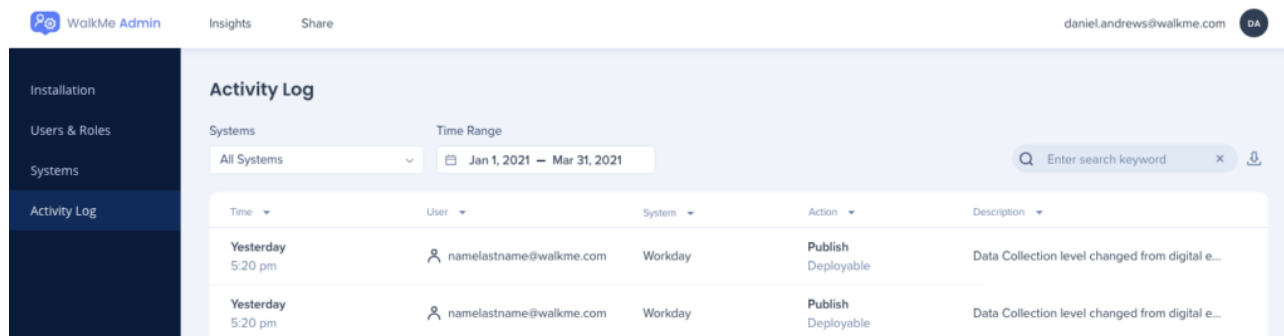 WalkMe Admin Insights Share daniel.andrews@walkme.com DA
Installation
Users & Roles
Systems
Activity Log
Activity Log
Systems Time Range
All Systems Jan 1, 2021 – Mar 31, 2021 Enter search keyword
Time User System Action Description
Yesterday
5:20 pm namelastname@walkme.com Workday Publish
Deployable Data Collection level changed from digital e...
Yesterday
5:20 pm namelastname@walkme.com Workday Publish
Deployable Data Collection level changed from digital e...